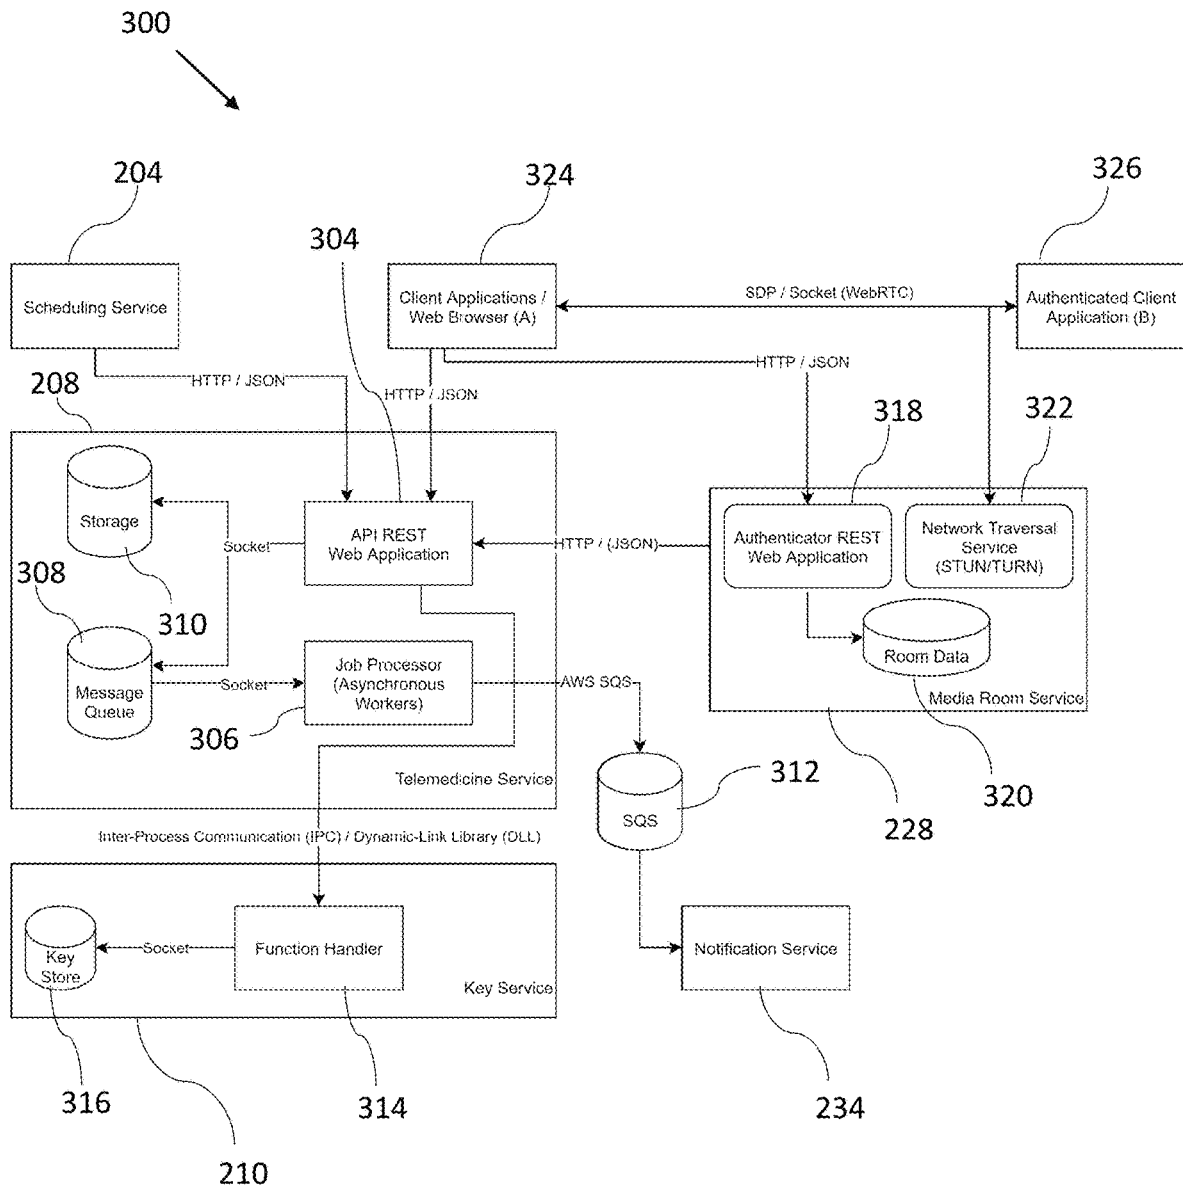 300
204
324
326
304
Scheduling Service
Client Applications /
Web Browser (A)
SDP / Socket (WebRTC)
Authenticated Client
Application (B)
HTTP / JSON
HTTP / JSON
HTTP / JSON
208
318
322
Storage
API REST
Web Application
Socket
HTTP / (JSON)
Authenticator REST
Web Application
Network Traversal
Service
(STUN/TURN)
308
310
Message
Queue
Socket
Job Processor
(Asynchronous
Workers)
AWS SQS
Room Data
Media Room Service
306
Telemedicine Service
312
320
SQS
228
Inter-Process Communication (IPC) / Dynamic-Link Library (DLL)
Key
Store
Socket
Function Handler
Key Service
Notification Service
316
314
234
210